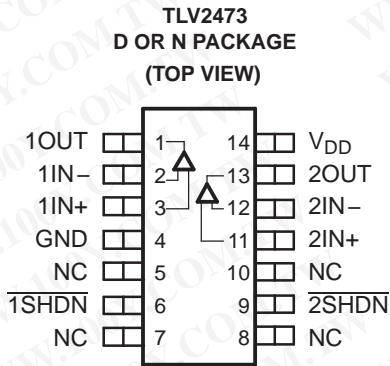 TLV2473
D OR N PACKAGE
(TOP VIEW)
1OUT 1 14 VDD
1IN− 2 13 2OUT
1IN+ 3 12 2IN−
GND 4 11 2IN+
NC 5 10 NC
1SHDN 6 9 2SHDN
NC 7 8 NC